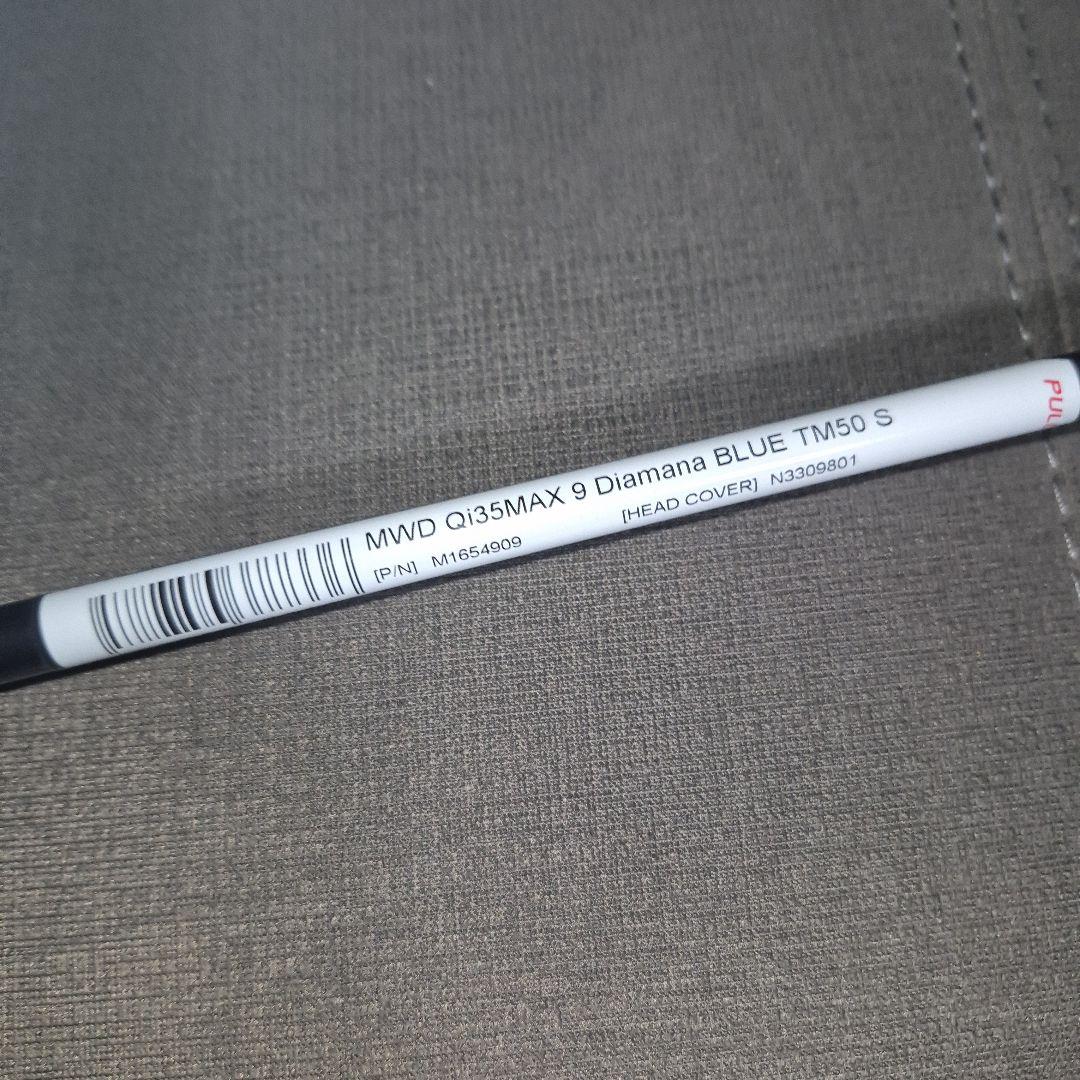 MWD Qi35MAX 9 Diamana BLUE TM50 S
[P/N] M1654909 [HEAD COVER] N3309801